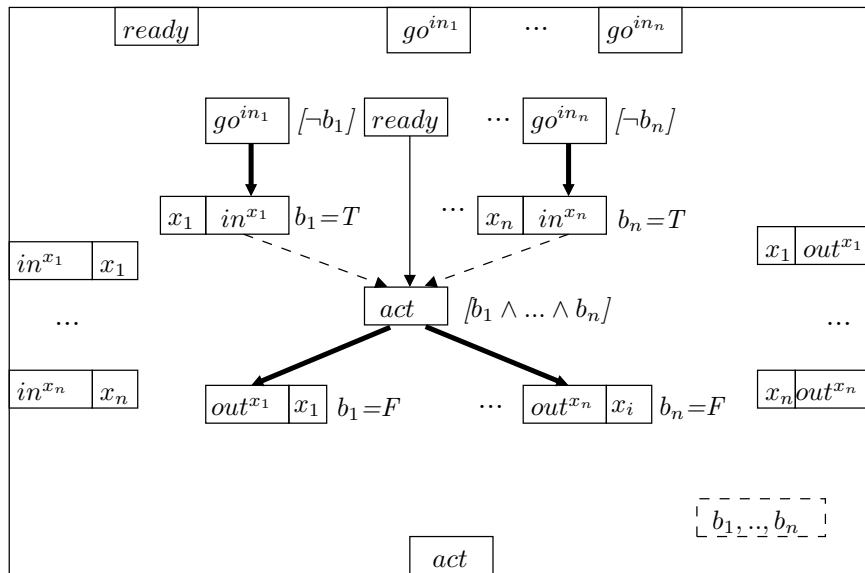 ready go^{in_1} ... go^{in_n}
go^{in_1} [¬b_1] ready ... go^{in_n} [¬b_n]
x_1 in^{x_1} b_1=T ... x_n in^{x_n} b_n=T
in^{x_1} x_1 x_1 out^{x_1}
act [b_1 ∧ ... ∧ b_n]
... ...
in^{x_n} x_n out^{x_1} x_1 b_1=F ... out^{x_n} x_i b_n=F x_n out^{x_n}
b_1,..,b_n
act